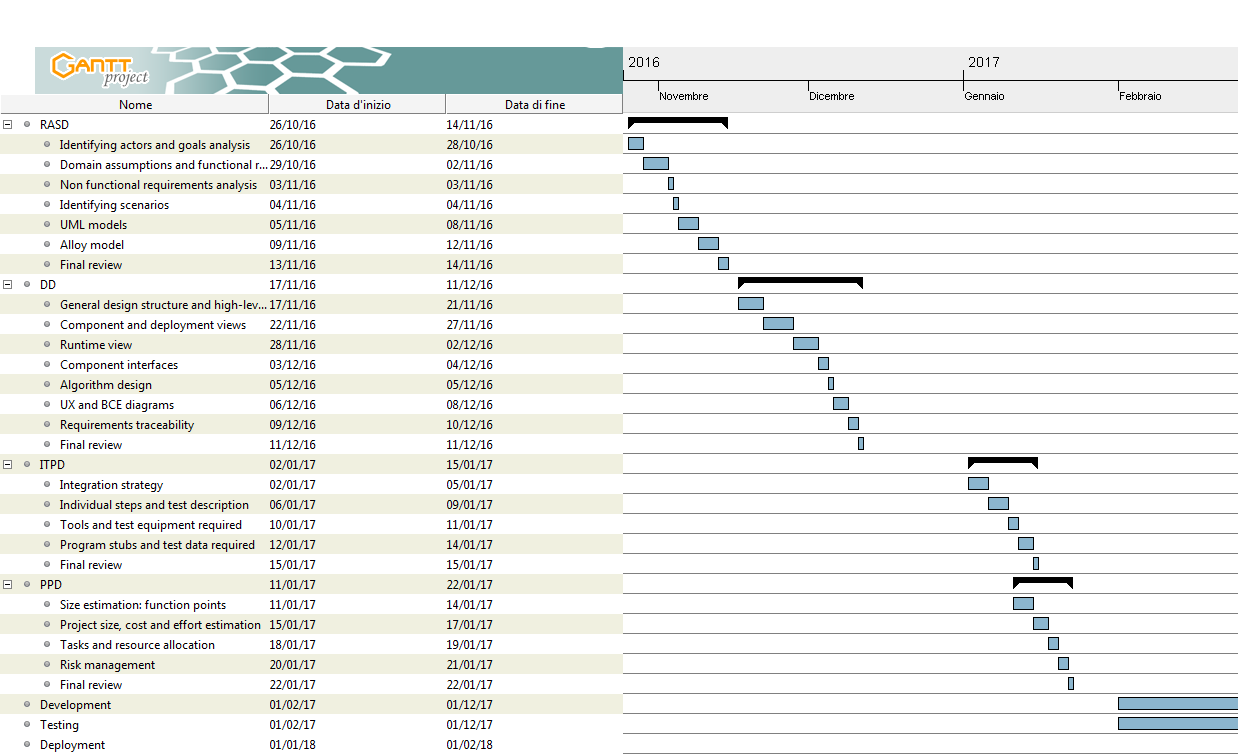 GANTT project
2016 2017
Novembre Dicembre Gennaio Febbraio
Nome Data d'inizio Data di fine
RASD 26/10/16 14/11/16
Identifying actors and goals analysis 26/10/16 28/10/16
Domain assumptions and functional r... 29/10/16 02/11/16
Non functional requirements analysis 03/11/16 03/11/16
Identifying scenarios 04/11/16 04/11/16
UML models 05/11/16 08/11/16
Alloy model 09/11/16 12/11/16
Final review 13/11/16 14/11/16
DD 17/11/16 11/12/16
General design structure and high-lev... 17/11/16 21/11/16
Component and deployment views 22/11/16 27/11/16
Runtime view 28/11/16 02/12/16
Component interfaces 03/12/16 04/12/16
Algorithm design 05/12/16 05/12/16
UX and BCE diagrams 06/12/16 08/12/16
Requirements traceability 09/12/16 10/12/16
Final review 11/12/16 11/12/16
ITPD 02/01/17 15/01/17
Integration strategy 02/01/17 05/01/17
Individual steps and test description 06/01/17 09/01/17
Tools and test equipment required 10/01/17 11/01/17
Program stubs and test data required 12/01/17 14/01/17
Final review 15/01/17 15/01/17
PPD 11/01/17 22/01/17
Size estimation: function points 11/01/17 14/01/17
Project size, cost and effort estimation 15/01/17 17/01/17
Tasks and resource allocation 18/01/17 19/01/17
Risk management 20/01/17 21/01/17
Final review 22/01/17 22/01/17
Development 01/02/17 01/12/17
Testing 01/02/17 01/12/17
Deployment 01/01/18 01/02/18